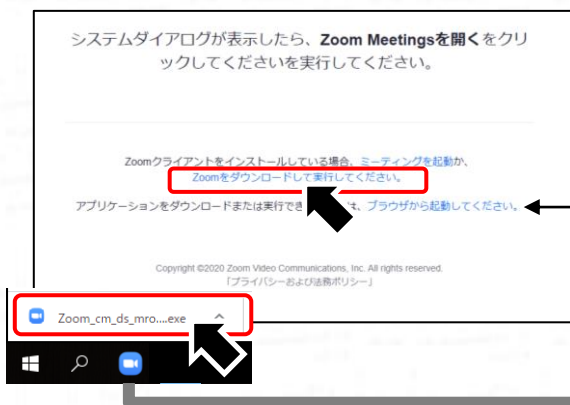 システムダイアログが表示したら、Zoom Meetingsを開くをクリ
ックしてくださいを実行してください。
Zoomクライアントをインストールしている場合、ミーティングを起動か、
Zoomをダウンロードして実行してください。
アプリケーションをダウンロードまたは実行でき は、ブラウザから起動してください。
Copyright ©2020 Zoom Video Communications, Inc. All rights reserved.
「プライバシーおよび法務ポリシー」
Zoom_cm_ds_mro....exe